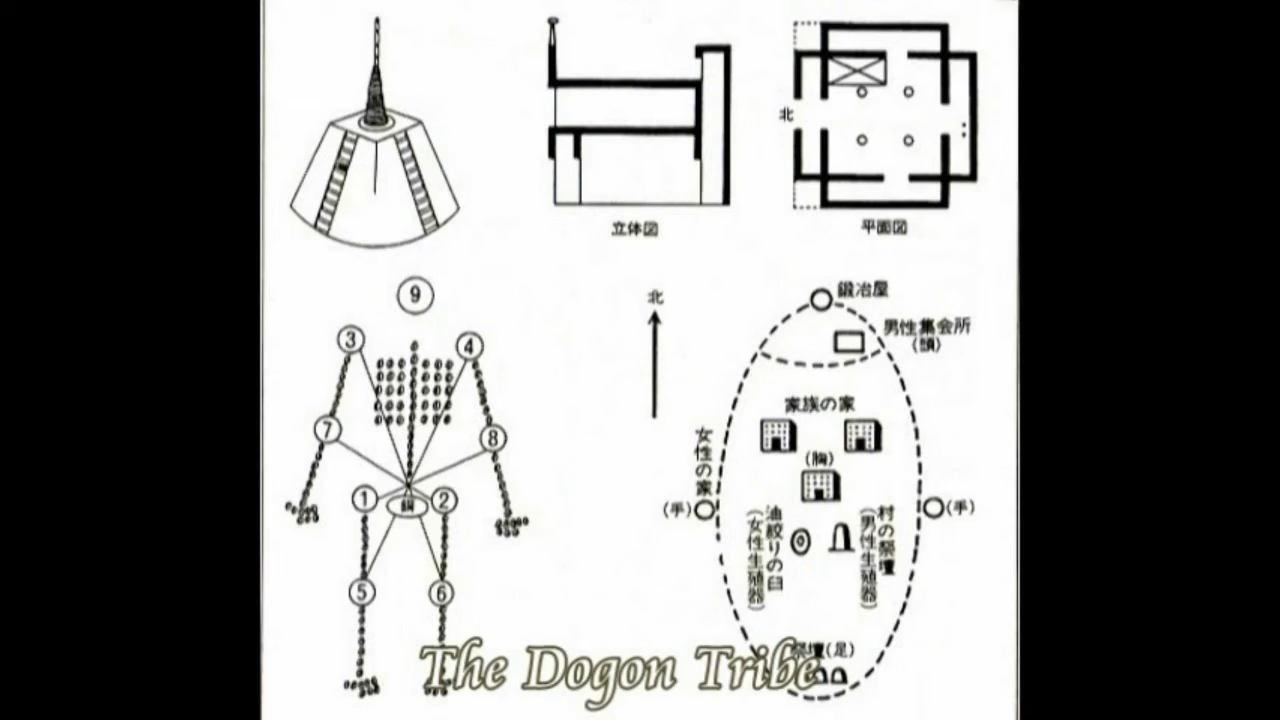 立体図
北
平面図
9
3
4
7
8
1
2
5
6
北
鍛冶屋
男性集会所
(頭)
家族の家
(胸)
女性の家
(手)
(手)
油絞りの臼
(女性生殖器)
村の祭壇
(男性生殖器)
祭壇(足)
The Dogon Tribe